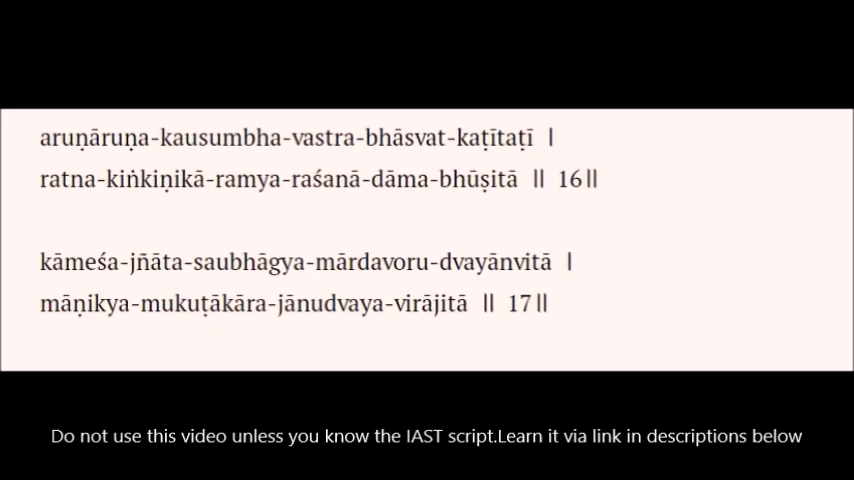 aruṇāruṇa-kausumbha-vastra-bhāsvat-kaṭītaṭī |
ratna-kiṅkiṇikā-ramya-raśanā-dāma-bhūṣitā || 16||
kāmeśa-jñāta-saubhāgya-mārdavoru-dvayānvitā |
māṇikya-mukuṭākāra-jānudvaya-virājitā || 17||
Do not use this video unless you know the IAST script.Learn it via link in descriptions below